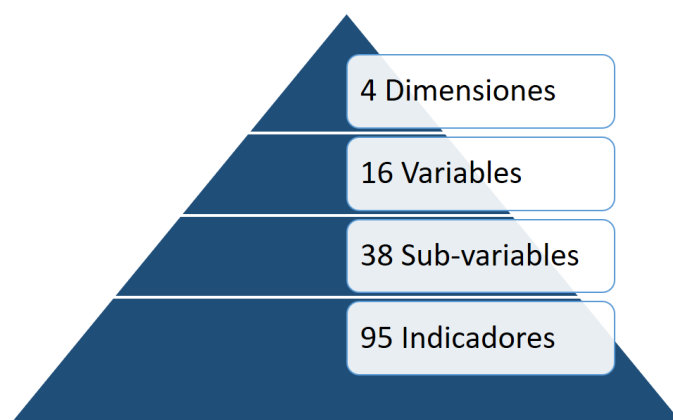 4 Dimensiones
16 Variables
38 Sub-variables
95 Indicadores